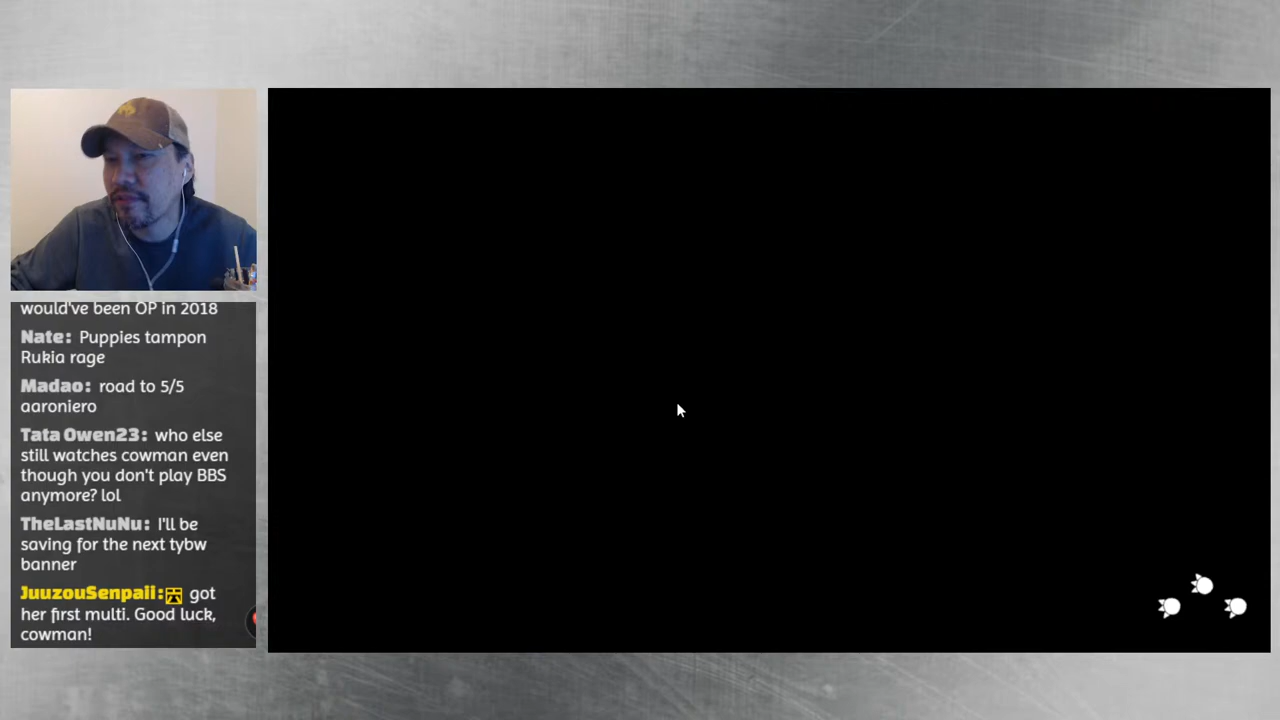 would've been OP in 2018
Nate: Puppies tampon
Rukia rage
Madao: road to 5/5
aaroniero
Tata Owen23: who else
still watches cowman even
though you don't play BBS
anymore? lol
TheLastNuNu: I'll be
saving for the next tybw
banner
JuuzouSenpaii: got
her first multi. Good luck,
cowman!